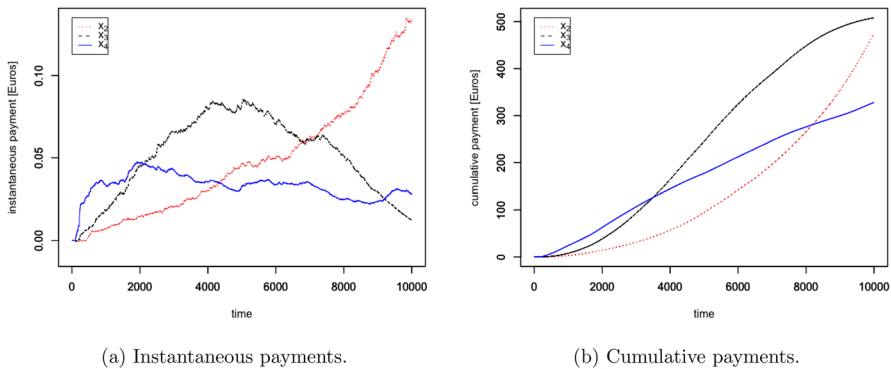 x₂
x₃
x₄
instantaneous payment [Euros]
0.00
0.05
0.10
0
2000
4000
6000
8000
10000
time
(a) Instantaneous payments.
x₂
x₃
x₄
cumulative payment [Euros]
0
100
200
300
400
500
0
2000
4000
6000
8000
10000
time
(b) Cumulative payments.